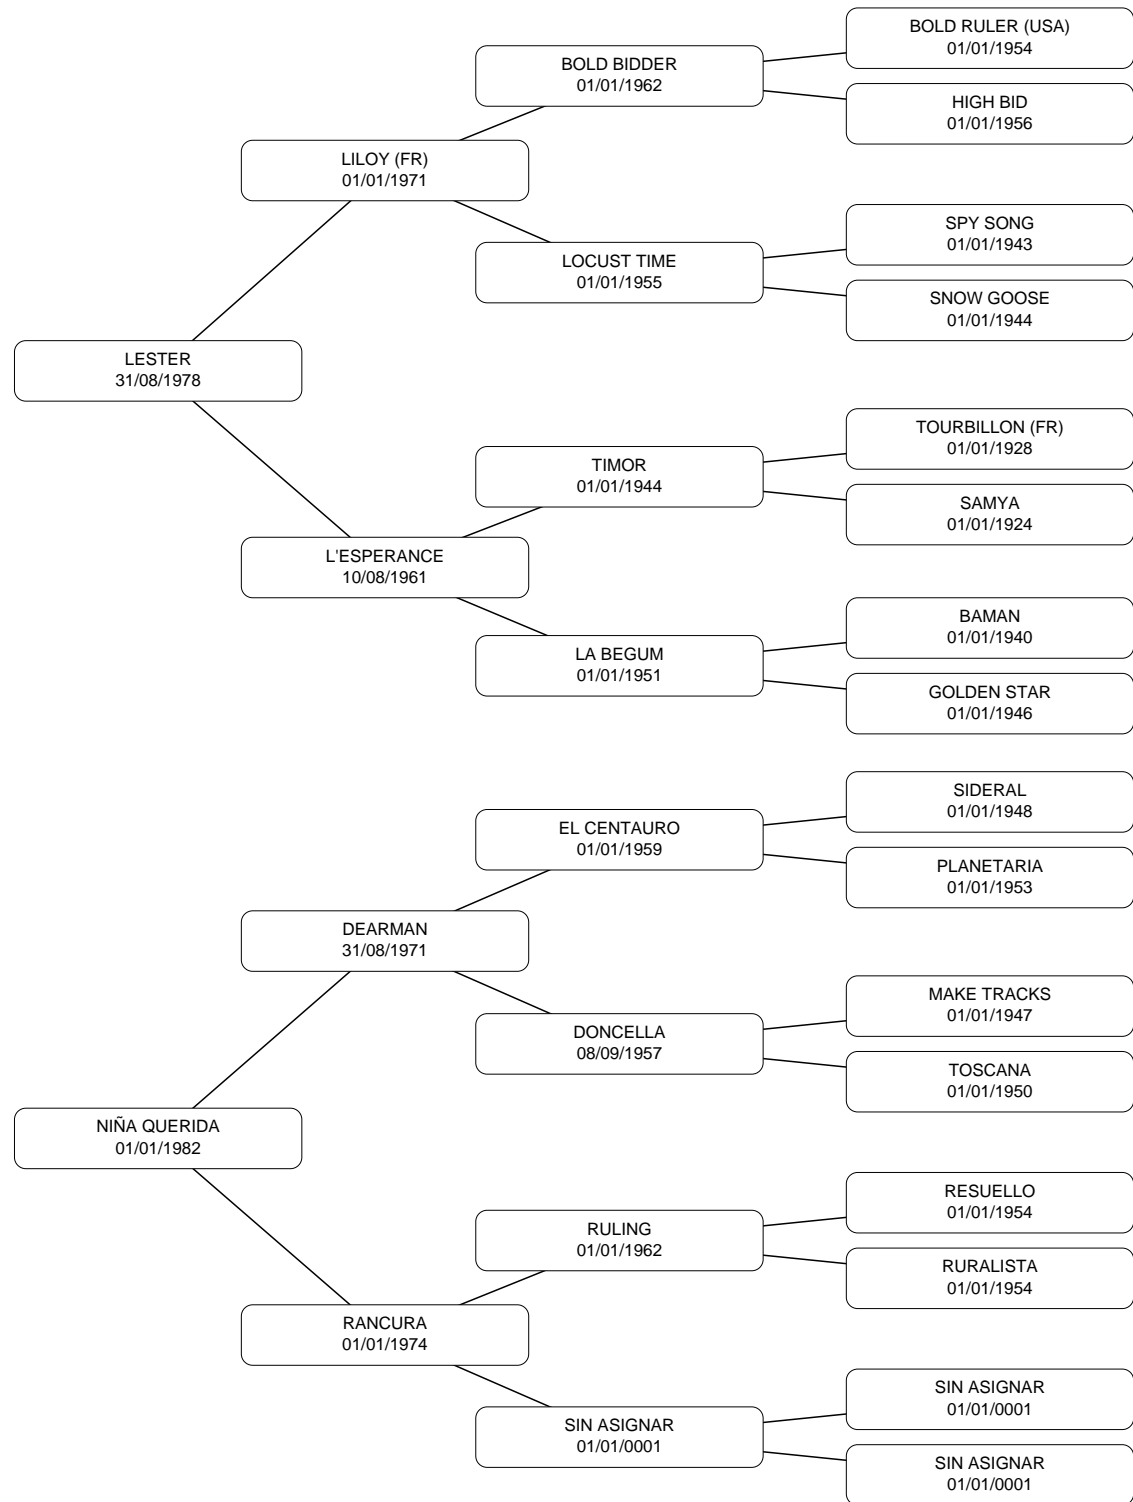 BOLD RULER (USA)
01/01/1954
BOLD BIDDER
01/01/1962
HIGH BID
01/01/1956
LILOY (FR)
01/01/1971
SPY SONG
01/01/1943
LOCUST TIME
01/01/1955
SNOW GOOSE
01/01/1944
LESTER
31/08/1978
TOURBILLON (FR)
01/01/1928
TIMOR
01/01/1944
SAMYA
01/01/1924
L'ESPERANCE
10/08/1961
BAMAN
01/01/1940
LA BEGUM
01/01/1951
GOLDEN STAR
01/01/1946
SIDERAL
01/01/1948
EL CENTAURO
01/01/1959
PLANETARIA
01/01/1953
DEARMAN
31/08/1971
MAKE TRACKS
01/01/1947
DONCELLA
08/09/1957
TOSCANA
01/01/1950
NIÑA QUERIDA
01/01/1982
RESUELLO
01/01/1954
RULING
01/01/1962
RURALISTA
01/01/1954
RANCURA
01/01/1974
SIN ASIGNAR
01/01/0001
SIN ASIGNAR
01/01/0001
SIN ASIGNAR
01/01/0001